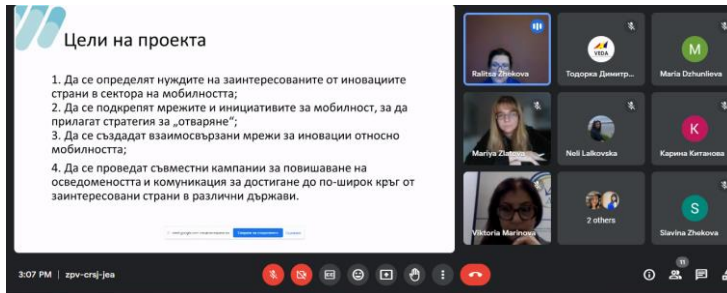 Цели на проекта
1. Да се определят нуждите на заинтересованите от иновациите
страни в сектора на мобилността;
2. Да се подкрепят мрежите и инициативите за мобилност, за да
прилагат стратегия за „отваряне“;
3. Да се създадат взаимосвързани мрежи за иновации относно
мобилността;
4. Да се проведат съвместни кампании за повишаване на
осведомеността и комуникация за достигане до по-широк кръг от
заинтересовани страни в различни държави.
Ralitsa Zhekova
VEDA
Тодорка Димитр...
M
Maria Dzhunlieva
Mariya Zlateva
Neli Lalkovska
К
Карина Китанова
Viktoria Marinova
2 others
S
Slavina Zhekova
3:07 PM | zpv-crsj-jea
11